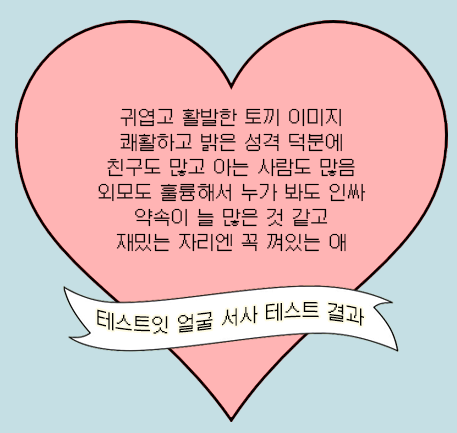 귀엽고 활발한 토끼 이미지
쾌활하고 밝은 성격 덕분에
친구도 많고 아는 사람도 많음
외모도 훌륭해서 누가 봐도 인싸
약속이 늘 많은 것 같고
재밌는 자리엔 꼭 껴있는 애
테스트잇 얼굴 서사 테스트 결과